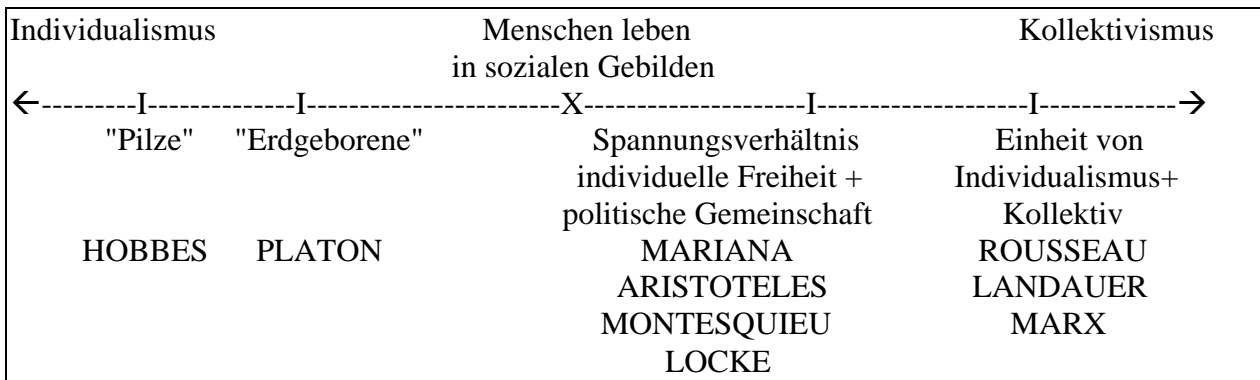 Individualismus Menschen leben Kollektivismus
in sozialen Gebilden
←---------I--------------I------------------------X---------------------I--------------------I-------------→
"Pilze" "Erdgeborene" Spannungsverhältnis Einheit von
individuelle Freiheit + Individualismus+
politische Gemeinschaft Kollektiv
HOBBES PLATON MARIANA ROUSSEAU
ARISTOTELES LANDAUER
MONTESQUIEU MARX
LOCKE